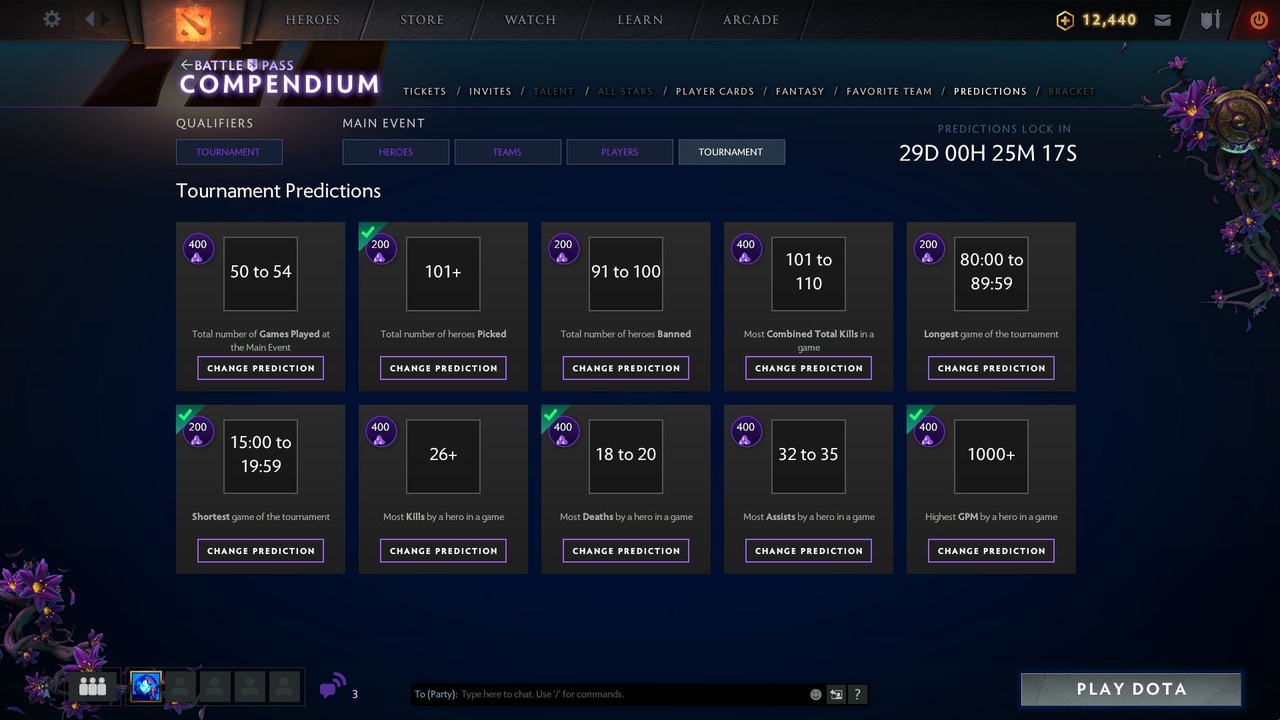 HEROES STORE WATCH LEARN ARCADE 12,440
BATTLE PASS
COMPENDIUM
TICKETS / INVITES / TALENT / ALL STARS / PLAYER CARDS / FANTASY / FAVORITE TEAM / PREDICTIONS / BRACKET
QUALIFIERS MAIN EVENT
PREDICTIONS LOCK IN
TOURNAMENT HEROES TEAMS PLAYERS TOURNAMENT
29D 00H 25M 17S
Tournament Predictions
400
50 to 54
Total number of Games Played at
the Main Event
CHANGE PREDICTION
200
101+
Total number of heroes Picked
CHANGE PREDICTION
200
91 to 100
Total number of heroes Banned
CHANGE PREDICTION
400
101 to
110
Most Combined Total Kills in a
game
CHANGE PREDICTION
200
80:00 to
89:59
Longest game of the tournament
CHANGE PREDICTION
200
15:00 to
19:59
Shortest game of the tournament
CHANGE PREDICTION
400
26+
Most Kills by a hero in a game
CHANGE PREDICTION
400
18 to 20
Most Deaths by a hero in a game
CHANGE PREDICTION
400
32 to 35
Most Assists by a hero in a game
CHANGE PREDICTION
400
1000+
Highest GPM by a hero in a game
CHANGE PREDICTION
3
To (Party): Type here to chat. Use '/' for commands.
?
PLAY DOTA